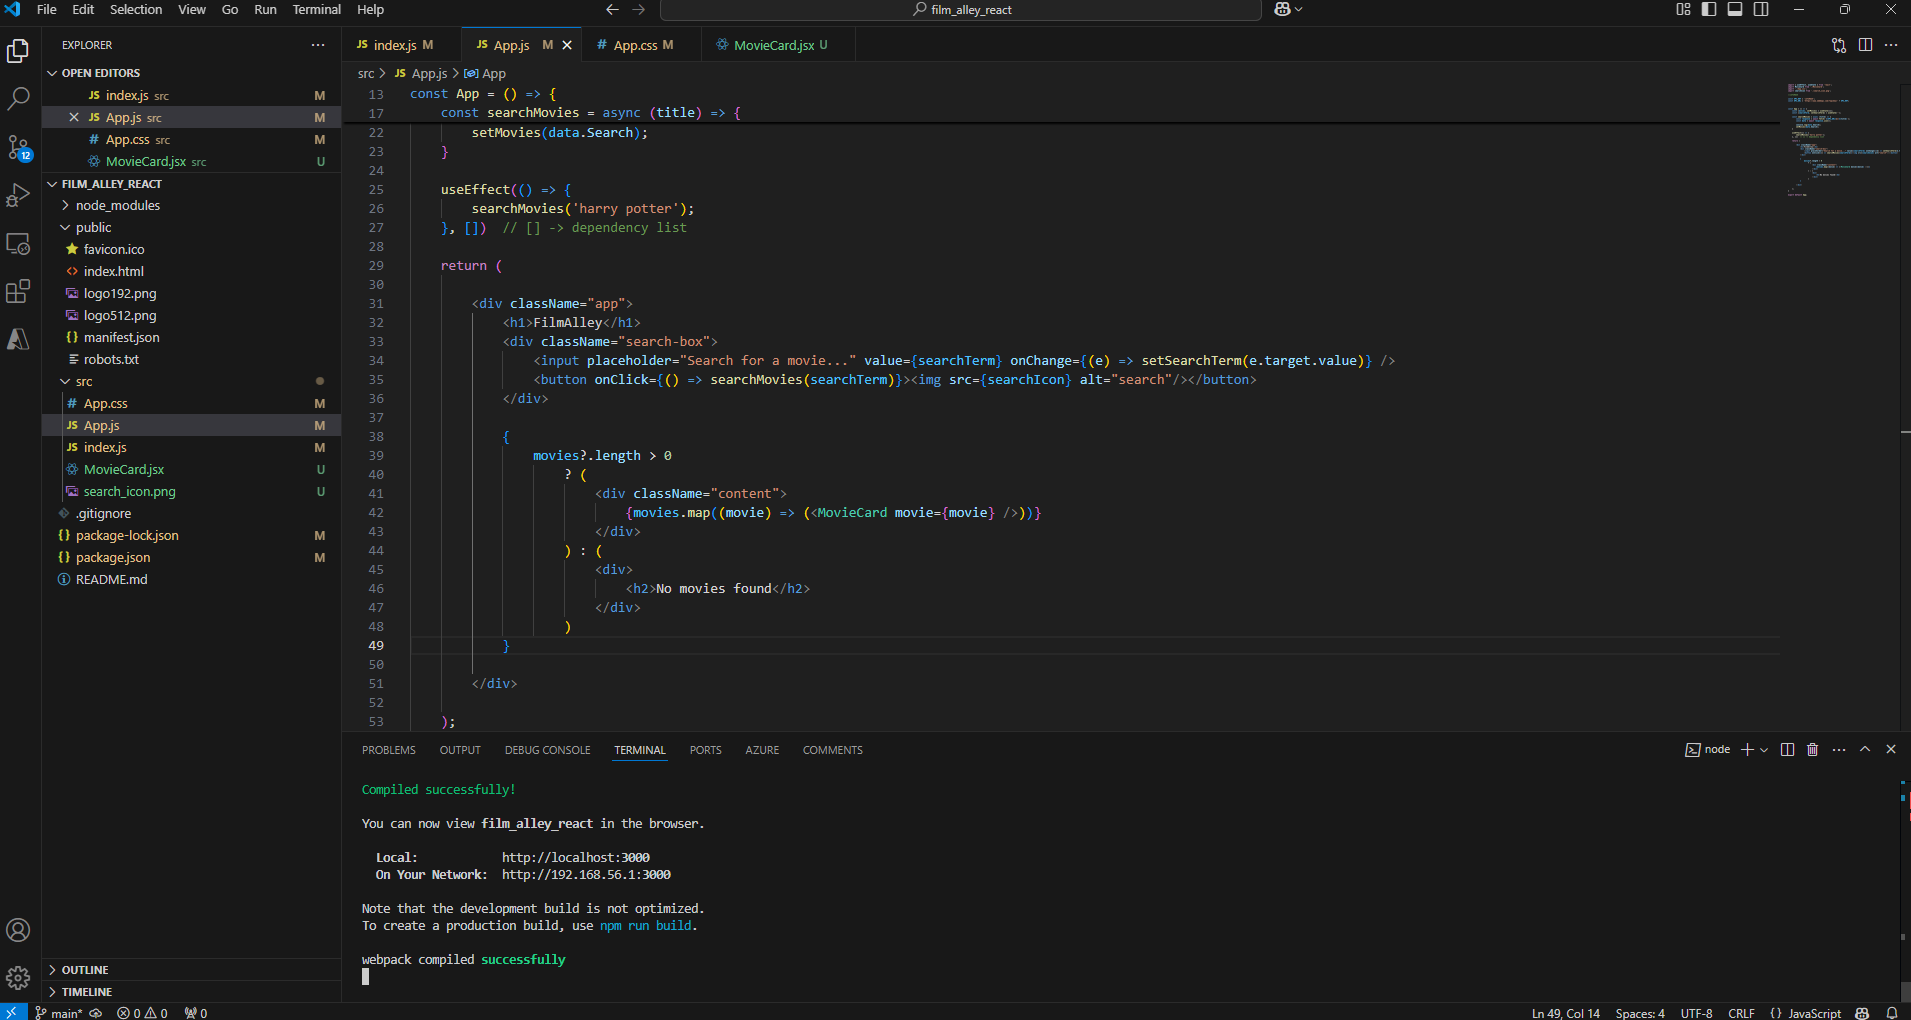 File Edit Selection View Go Run Terminal Help film_alley_react
EXPLORER
OPEN EDITORS
JS index.js src M
JS App.js src M
# App.css src M
MovieCard.jsx src U
FILM_ALLEY_REACT
node_modules
public
favicon.ico
<> index.html
logo192.png
logo512.png
{} manifest.json
robots.txt
src
# App.css M
JS App.js M
JS index.js M
MovieCard.jsx U
search_icon.png U
.gitignore
{} package-lock.json M
{} package.json M
README.md
OUTLINE
TIMELINE
12
JS index.js M JS App.js M # App.css M MovieCard.jsx U
src > JS App.js > App
13 const App = () => {
17 const searchMovies = async (title) => {
22 setMovies(data.Search);
23 }
24
25 useEffect(() => {
26 searchMovies('harry potter');
27 }, []) // [] -> dependency list
28
29 return (
30
31 <div className="app">
32 <h1>FilmAlley</h1>
33 <div className="search-box">
34 <input placeholder="Search for a movie..." value={searchTerm} onChange={(e) => setSearchTerm(e.target.value)} />
35 <button onClick={() => searchMovies(searchTerm)}><img src={searchIcon} alt="search"/></button>
36 </div>
37
38 {
39 movies?.length > 0
40 ? (
41 <div className="content">
42 {movies.map((movie) => (<MovieCard movie={movie} />))}
43 </div>
44 ) : (
45 <div>
46 <h2>No movies found</h2>
47 </div>
48 )
49 }
50
51 </div>
52
53 );
PROBLEMS OUTPUT DEBUG CONSOLE TERMINAL PORTS AZURE COMMENTS node
Compiled successfully!
You can now view film_alley_react in the browser.
Local: http://localhost:3000
On Your Network: http://192.168.56.1:3000
Note that the development build is not optimized.
To create a production build, use npm run build.
webpack compiled successfully
main* 0 0 0 Ln 49, Col 14 Spaces: 4 UTF-8 CRLF {} JavaScript